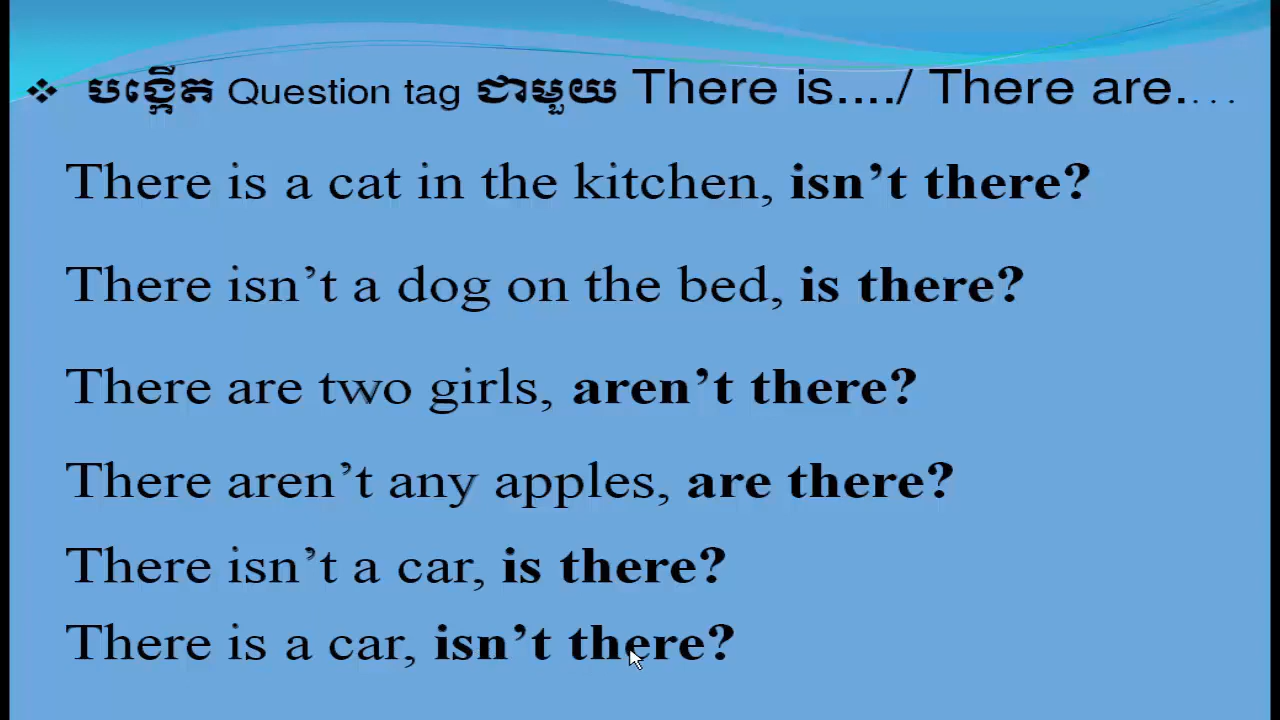 ❖ បង្កើត Question tag ជាមួយ There is..../ There are....
There is a cat in the kitchen, isn’t there?
There isn’t a dog on the bed, is there?
There are two girls, aren’t there?
There aren’t any apples, are there?
There isn’t a car, is there?
There is a car, isn’t there?